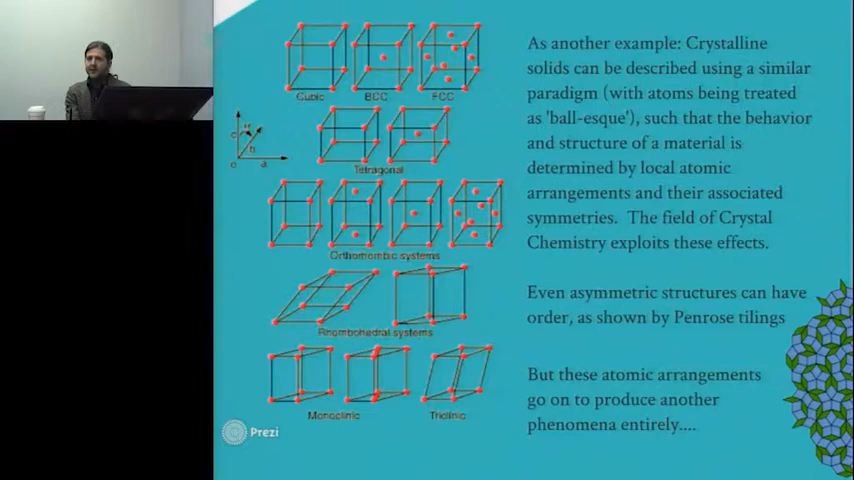 Cubic BCC FCC
c α b
o a
Tetragonal
Orthorhombic systems
Rhombohedral systems
Monoclinic Triclinic
Prezi
As another example: Crystalline
solids can be described using a similar
paradigm (with atoms being treated
as 'ball-esque'), such that the behavior
and structure of a material is
determined by local atomic
arrangements and their associated
symmetries. The field of Crystal
Chemistry exploits these effects.
Even asymmetric structures can have
order, as shown by Penrose tilings
But these atomic arrangements
go on to produce another
phenomena entirely....